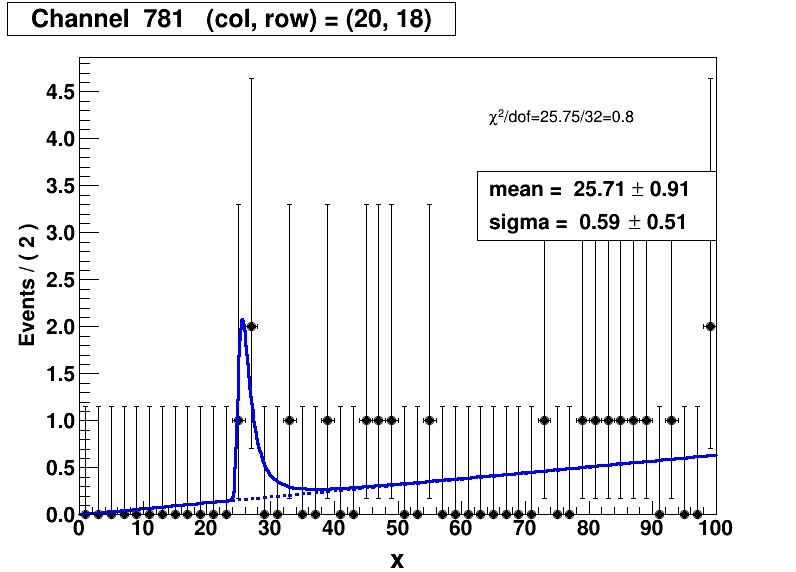 Channel 781 (col, row) = (20, 18)
χ²/dof=25.75/32=0.8
mean = 25.71 ± 0.91
sigma = 0.59 ± 0.51
Events / ( 2 )
4.5
4.0
3.5
3.0
2.5
2.0
1.5
1.0
0.5
0.0
0 10 20 30 40 50 60 70 80 90 100
x